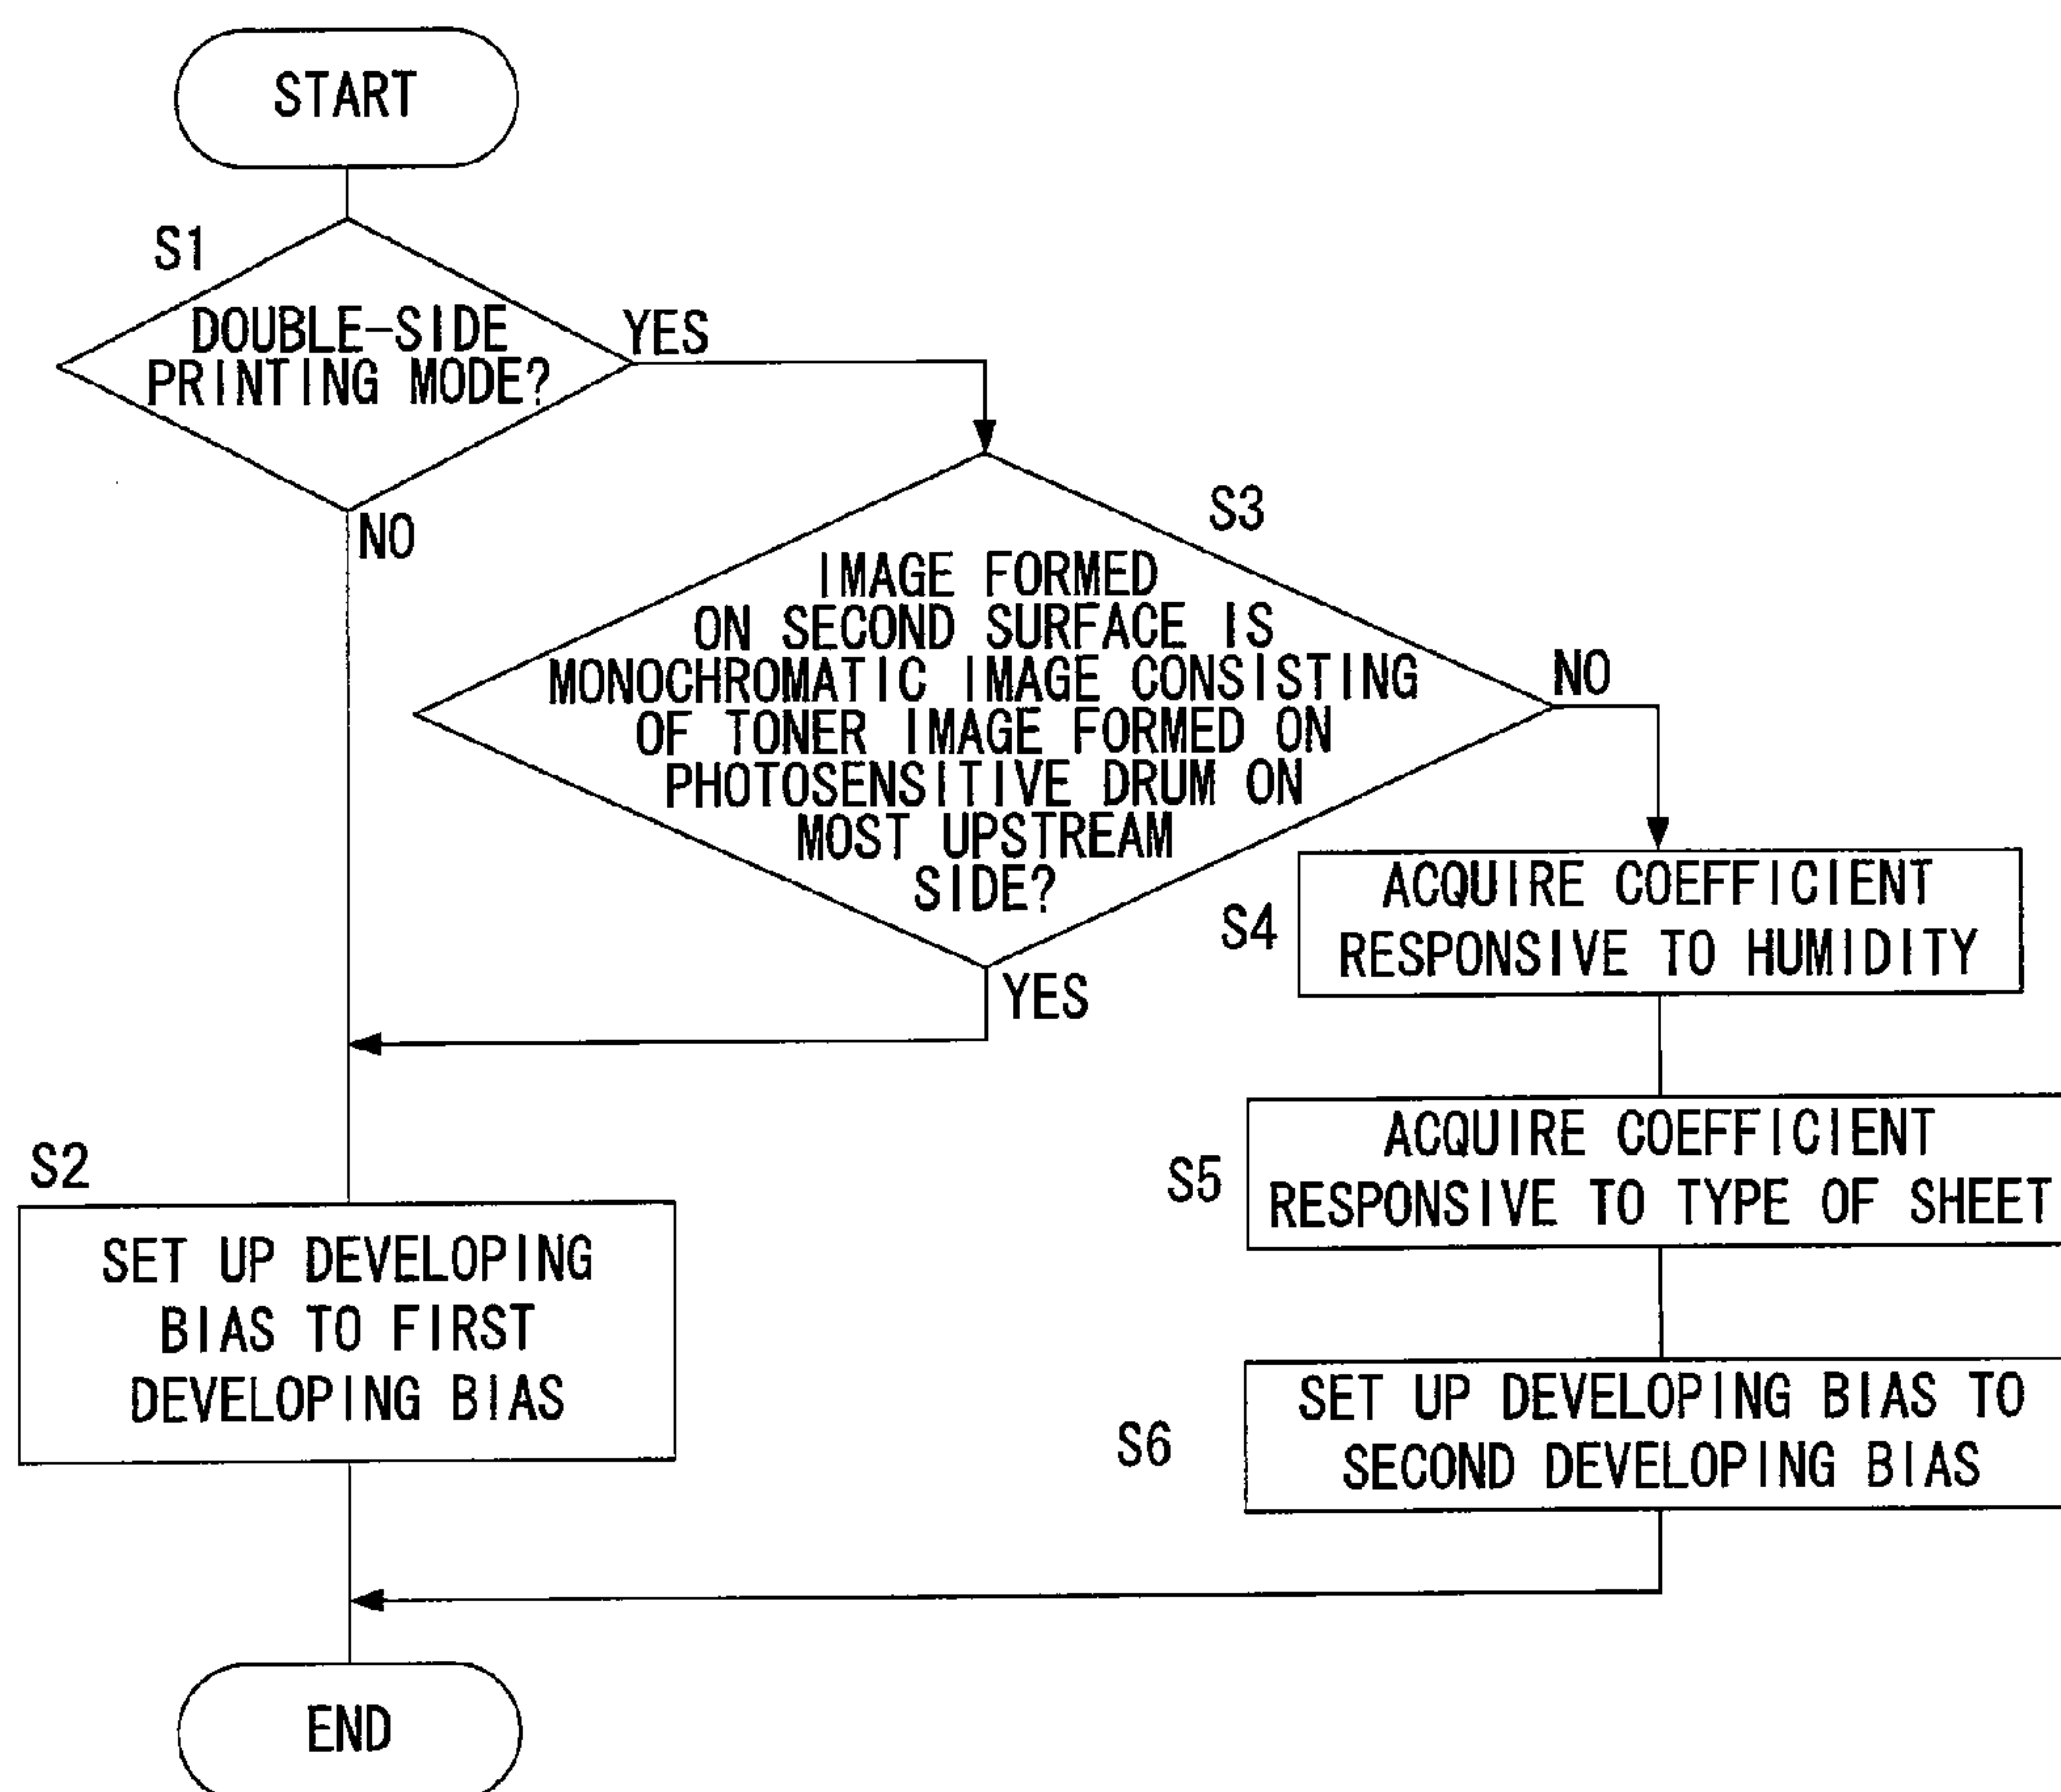 START
S1
DOUBLE-SIDE
PRINTING MODE?
YES
NO
S3
IMAGE FORMED
ON SECOND SURFACE IS
MONOCHROMATIC IMAGE CONSISTING
OF TONER IMAGE FORMED ON
PHOTOSENSITIVE DRUM ON
MOST UPSTREAM
SIDE?
NO
YES
S4
ACQUIRE COEFFICIENT
RESPONSIVE TO HUMIDITY
S5
ACQUIRE COEFFICIENT
RESPONSIVE TO TYPE OF SHEET
S2
SET UP DEVELOPING
BIAS TO FIRST
DEVELOPING BIAS
S6
SET UP DEVELOPING BIAS TO
SECOND DEVELOPING BIAS
END